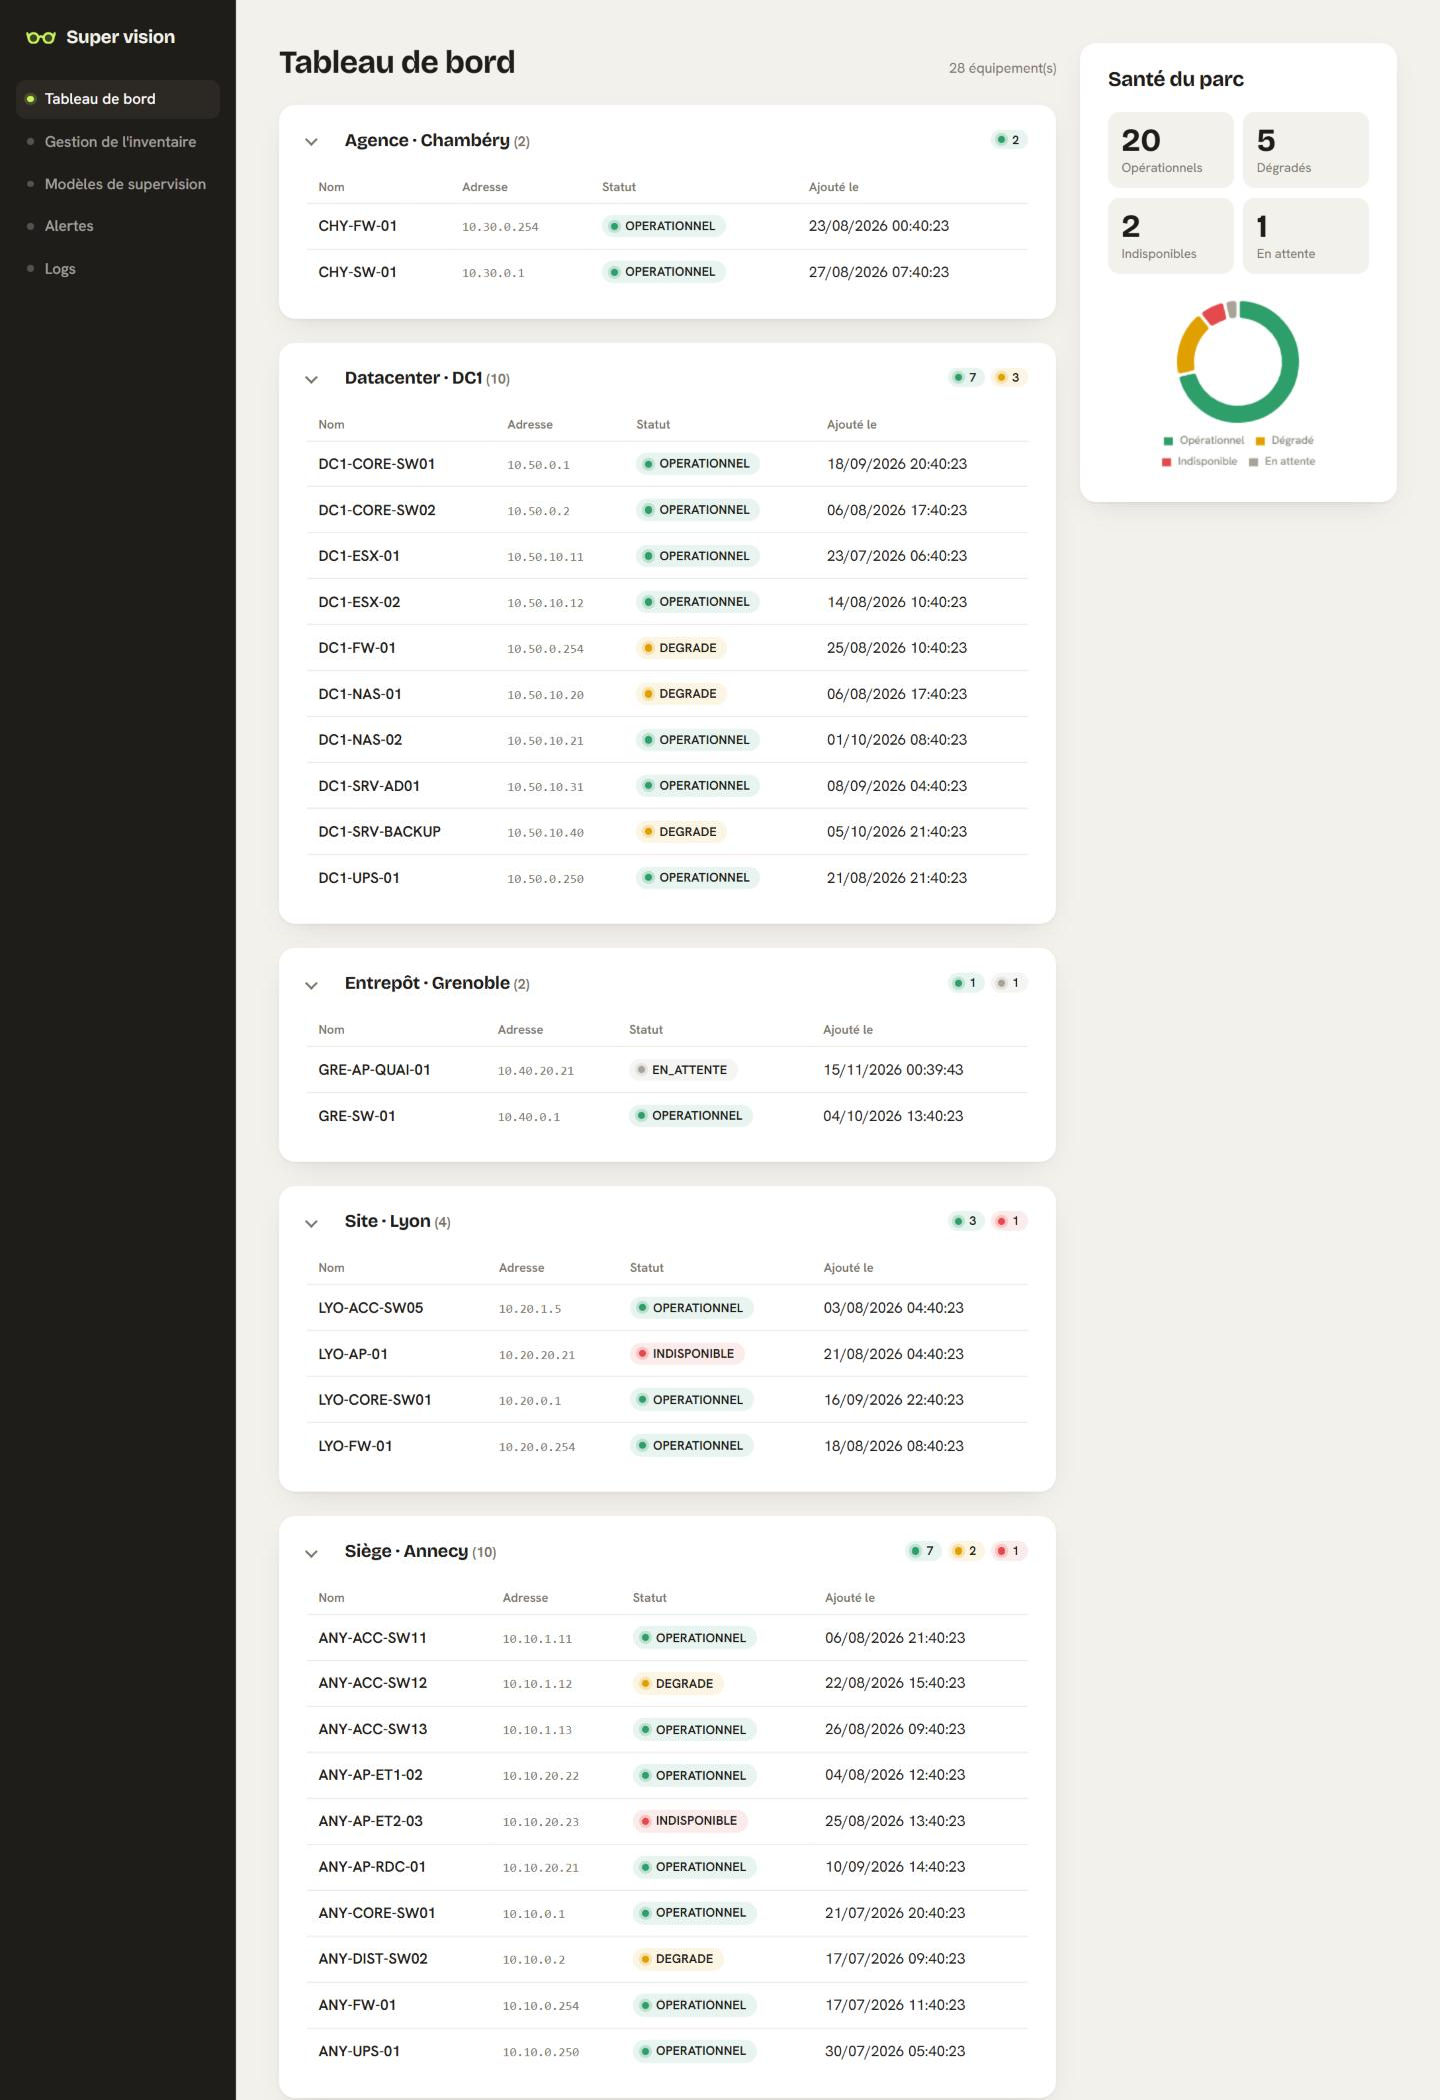 Super vision
Tableau de bord
Gestion de l'inventaire
Modèles de supervision
Alertes
Logs
Tableau de bord
28 équipement(s)
Agence · Chambéry (2)
2
Nom Adresse Statut Ajouté le
CHY-FW-01 10.30.0.254 OPERATIONNEL 23/08/2026 00:40:23
CHY-SW-01 10.30.0.1 OPERATIONNEL 27/08/2026 07:40:23
Datacenter · DC1 (10)
7 3
Nom Adresse Statut Ajouté le
DC1-CORE-SW01 10.50.0.1 OPERATIONNEL 18/09/2026 20:40:23
DC1-CORE-SW02 10.50.0.2 OPERATIONNEL 06/08/2026 17:40:23
DC1-ESX-01 10.50.10.11 OPERATIONNEL 23/07/2026 06:40:23
DC1-ESX-02 10.50.10.12 OPERATIONNEL 14/08/2026 10:40:23
DC1-FW-01 10.50.0.254 DEGRADE 25/08/2026 10:40:23
DC1-NAS-01 10.50.10.20 DEGRADE 06/08/2026 17:40:23
DC1-NAS-02 10.50.10.21 OPERATIONNEL 01/10/2026 08:40:23
DC1-SRV-AD01 10.50.10.31 OPERATIONNEL 08/09/2026 04:40:23
DC1-SRV-BACKUP 10.50.10.40 DEGRADE 05/10/2026 21:40:23
DC1-UPS-01 10.50.0.250 OPERATIONNEL 21/08/2026 21:40:23
Entrepôt · Grenoble (2)
1 1
Nom Adresse Statut Ajouté le
GRE-AP-QUAI-01 10.40.20.21 EN_ATTENTE 15/11/2026 00:39:43
GRE-SW-01 10.40.0.1 OPERATIONNEL 04/10/2026 13:40:23
Site · Lyon (4)
3 1
Nom Adresse Statut Ajouté le
LYO-ACC-SW05 10.20.1.5 OPERATIONNEL 03/08/2026 04:40:23
LYO-AP-01 10.20.20.21 INDISPONIBLE 21/08/2026 04:40:23
LYO-CORE-SW01 10.20.0.1 OPERATIONNEL 16/09/2026 22:40:23
LYO-FW-01 10.20.0.254 OPERATIONNEL 18/08/2026 08:40:23
Siège · Annecy (10)
7 2 1
Nom Adresse Statut Ajouté le
ANY-ACC-SW11 10.10.1.11 OPERATIONNEL 06/08/2026 21:40:23
ANY-ACC-SW12 10.10.1.12 DEGRADE 22/08/2026 15:40:23
ANY-ACC-SW13 10.10.1.13 OPERATIONNEL 26/08/2026 09:40:23
ANY-AP-ET1-02 10.10.20.22 OPERATIONNEL 04/08/2026 12:40:23
ANY-AP-ET2-03 10.10.20.23 INDISPONIBLE 25/08/2026 13:40:23
ANY-AP-RDC-01 10.10.20.21 OPERATIONNEL 10/09/2026 14:40:23
ANY-CORE-SW01 10.10.0.1 OPERATIONNEL 21/07/2026 20:40:23
ANY-DIST-SW02 10.10.0.2 DEGRADE 17/07/2026 09:40:23
ANY-FW-01 10.10.0.254 OPERATIONNEL 17/07/2026 11:40:23
ANY-UPS-01 10.10.0.250 OPERATIONNEL 30/07/2026 05:40:23
Santé du parc
20 5
Opérationnels Dégradés
2 1
Indisponibles En attente
Opérationnel Dégradé
Indisponible En attente